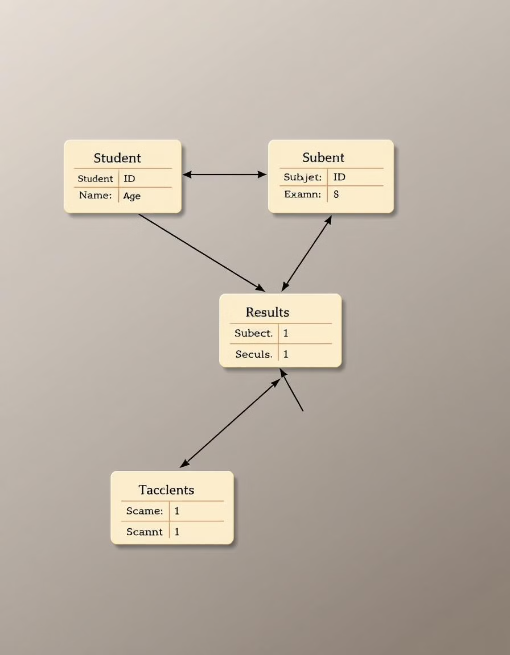 Student
Student ID
Name: Age
Subent
Subjet: ID
Examn: 8
Results
Subect. 1
Seculs. 1
Tacclents
Scame: 1
Scannt 1